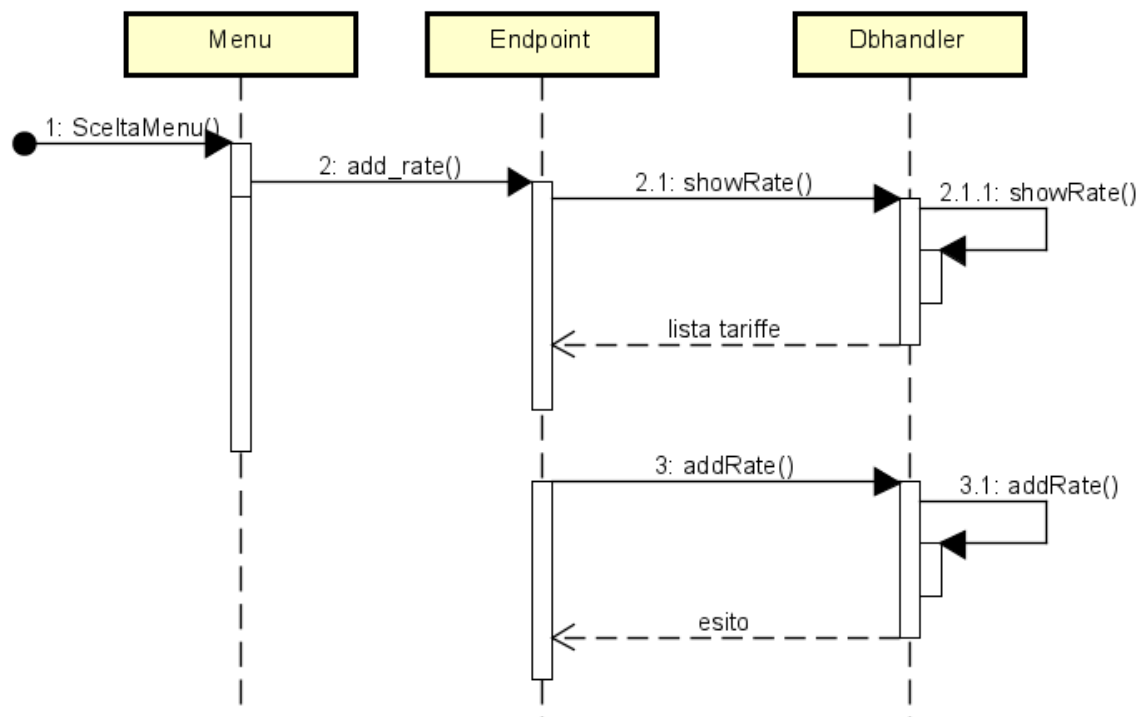 Menu
Endpoint
Dbhandler
1: SceltaMenu()
2: add_rate()
2.1: showRate()
2.1.1: showRate()
lista tariffe
3: addRate()
3.1: addRate()
esito